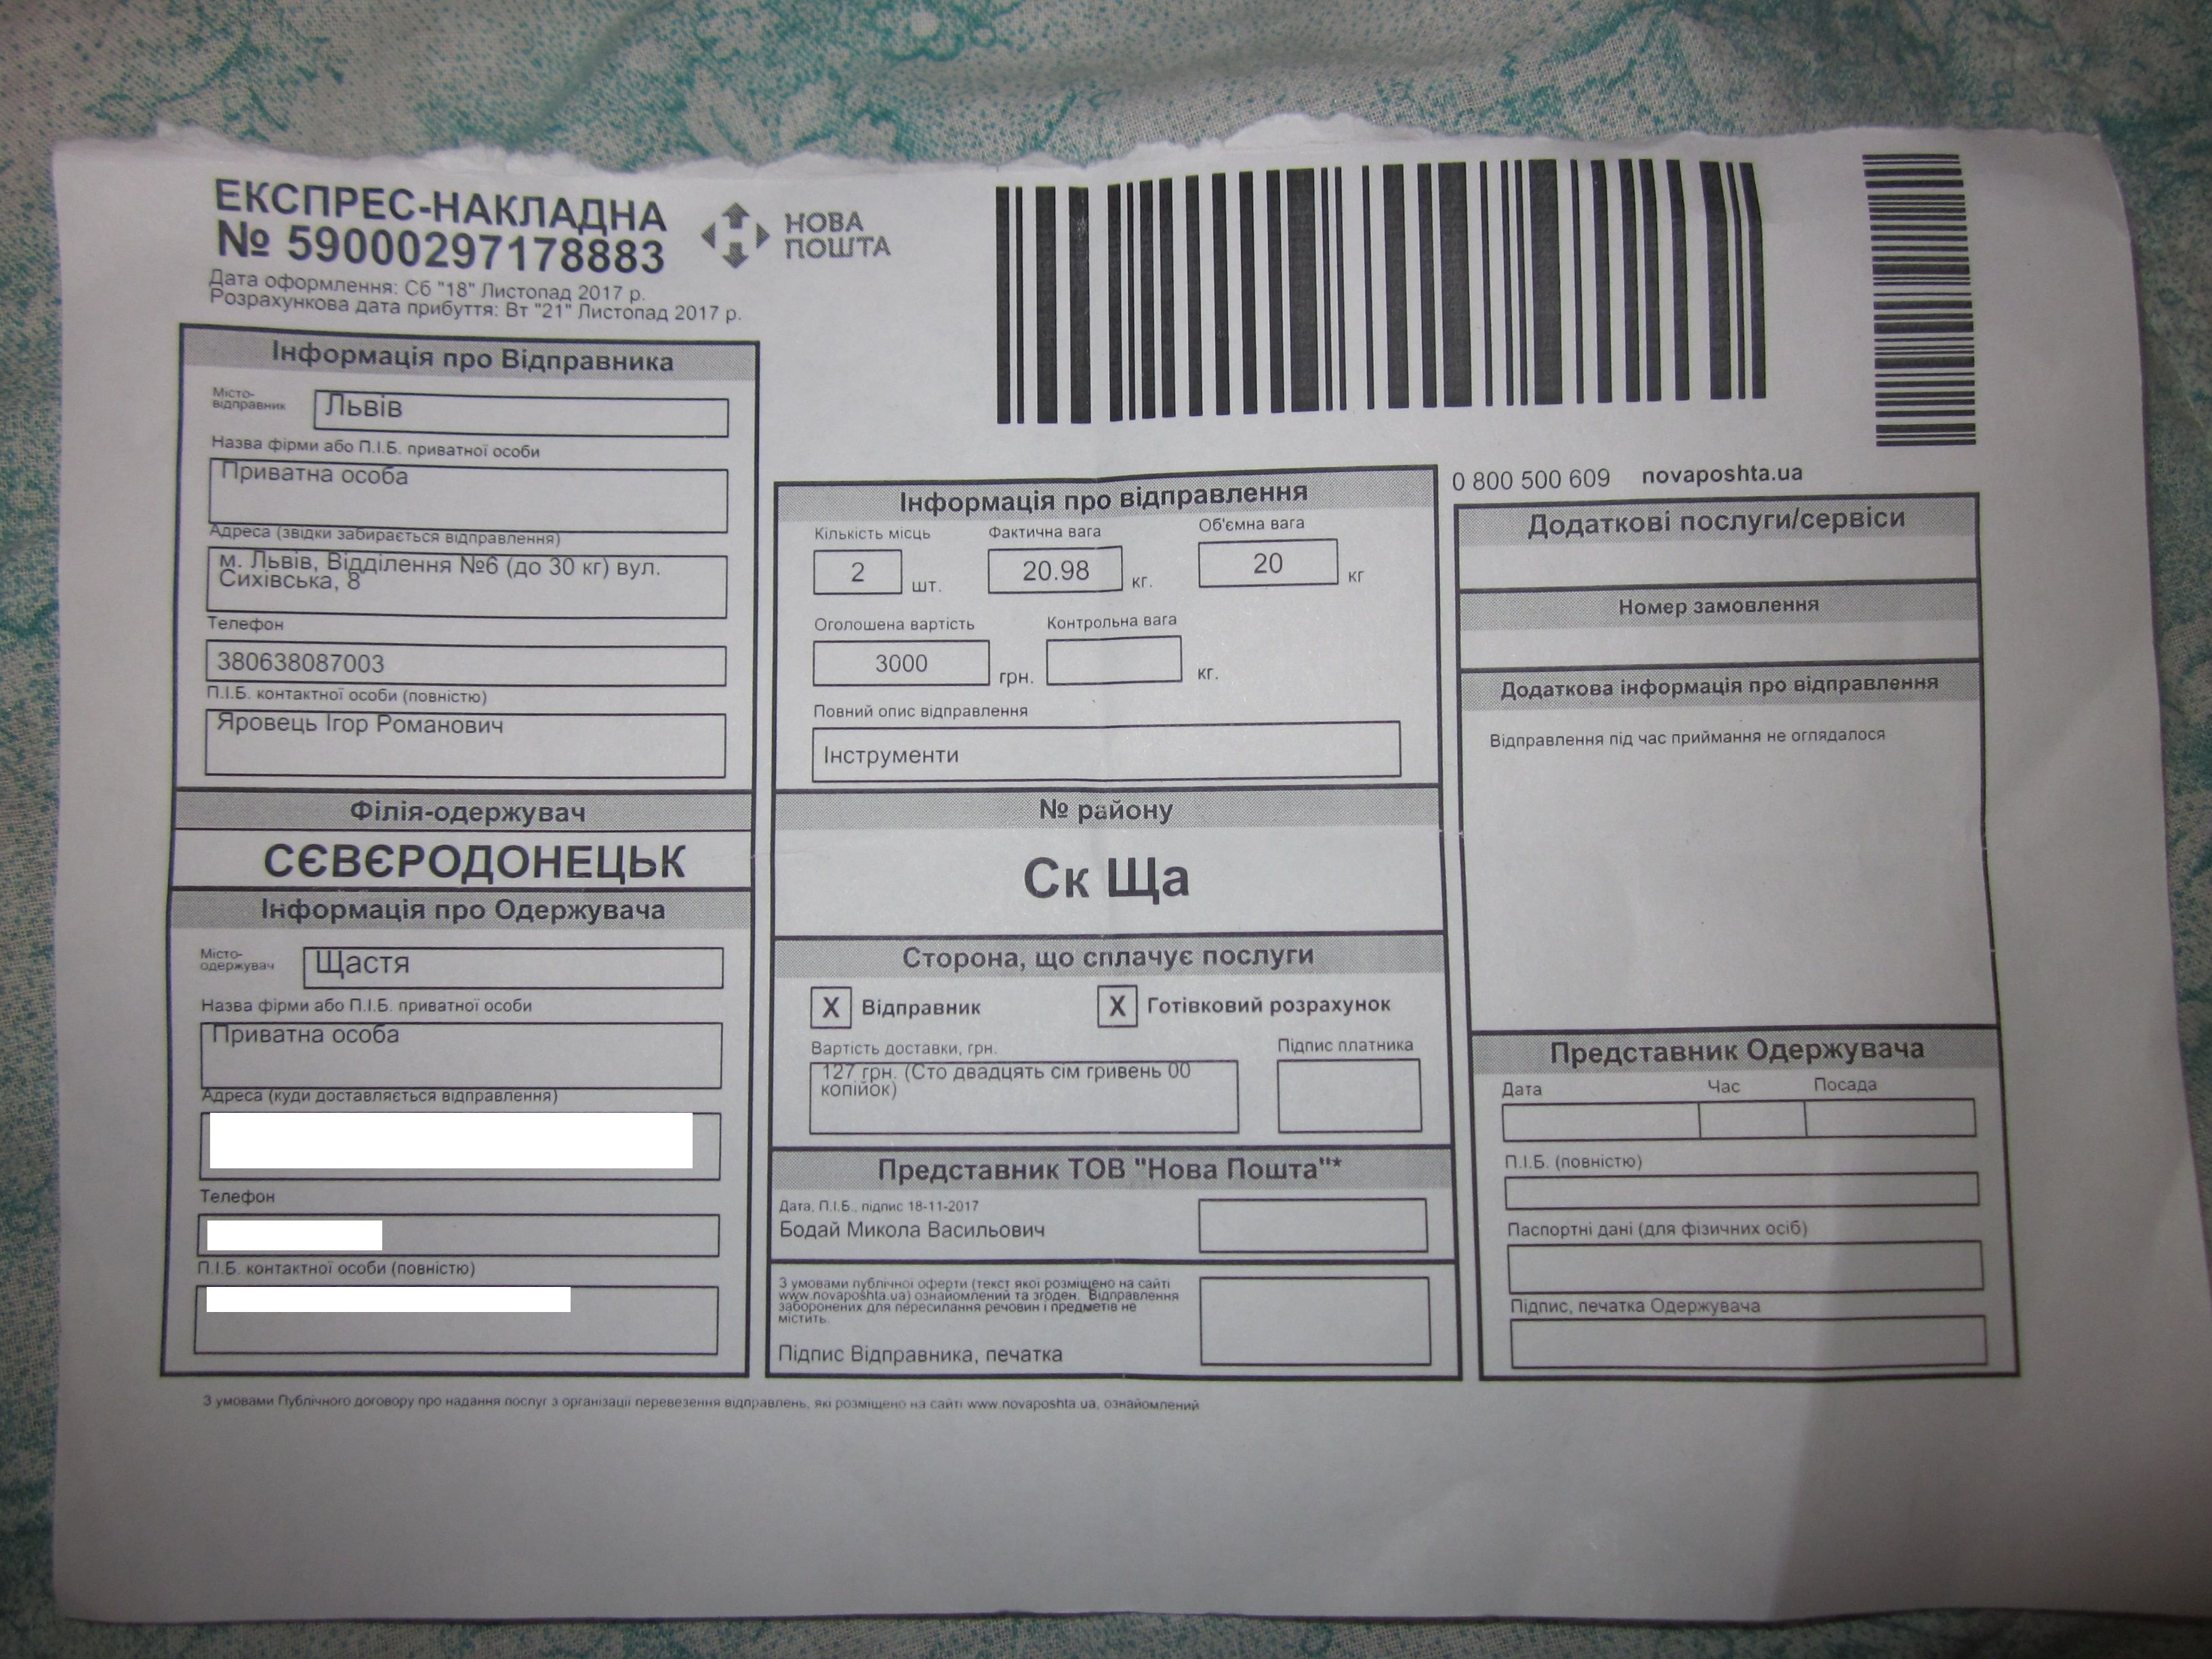 ЕКСПРЕС-НАКЛАДНА
№ 59000297178883
НОВА
ПОШТА
Дата оформлення: Сб "18" Листопад 2017 р.
Розрахункова дата прибуття: Вт "21" Листопад 2017 р.
Інформація про Відправника
Місто-
відправник
Львів
Назва фірми або П.І.Б. приватної особи
Приватна особа
Адреса (звідки забирається відправлення)
м. Львів, Відділення №6 (до 30 кг) вул.
Сихівська, 8
Телефон
380638087003
П.І.Б. контактної особи (повністю)
Яровець Ігор Романович
Філія-одержувач
СЄВЄРОДОНЕЦЬК
Інформація про Одержувача
Місто-
одержувач
Щастя
Назва фірми або П.І.Б. приватної особи
Приватна особа
Адреса (куди доставляється відправлення)
Телефон
П.І.Б. контактної особи (повністю)
Інформація про відправлення
Кількість місць
Фактична вага
Об'ємна вага
2
шт.
20.98
кг.
20
кг
Оголошена вартість
Контрольна вага
3000
грн.
кг.
Повний опис відправлення
Інструменти
№ району
Ск Ща
Сторона, що сплачує послуги
X Відправник
X Готівковий розрахунок
Вартість доставки, грн.
Підпис платника
127 грн. (Сто двадцять сім гривень 00
копійок)
Представник ТОВ "Нова Пошта"*
Дата, П.І.Б., підпис 18-11-2017
Бодай Микола Васильович
З умовами публічної оферти (текст якої розміщено на сайті
www.novaposhta.ua) ознайомлений та згоден. Відправлення
заборонених для пересилання речовин і предметів не
містить.
Підпис Відправника, печатка
0 800 500 609 novaposhta.ua
Додаткові послуги/сервіси
Номер замовлення
Додаткова інформація про відправлення
Відправлення під час приймання не оглядалося
Представник Одержувача
Дата
Час
Посада
П.І.Б. (повністю)
Паспортні дані (для фізичних осіб)
Підпис, печатка Одержувача
З умовами Публічного договору про надання послуг з організації перевезення відправлень, які розміщено на сайті www.novaposhta.ua, ознайомлений